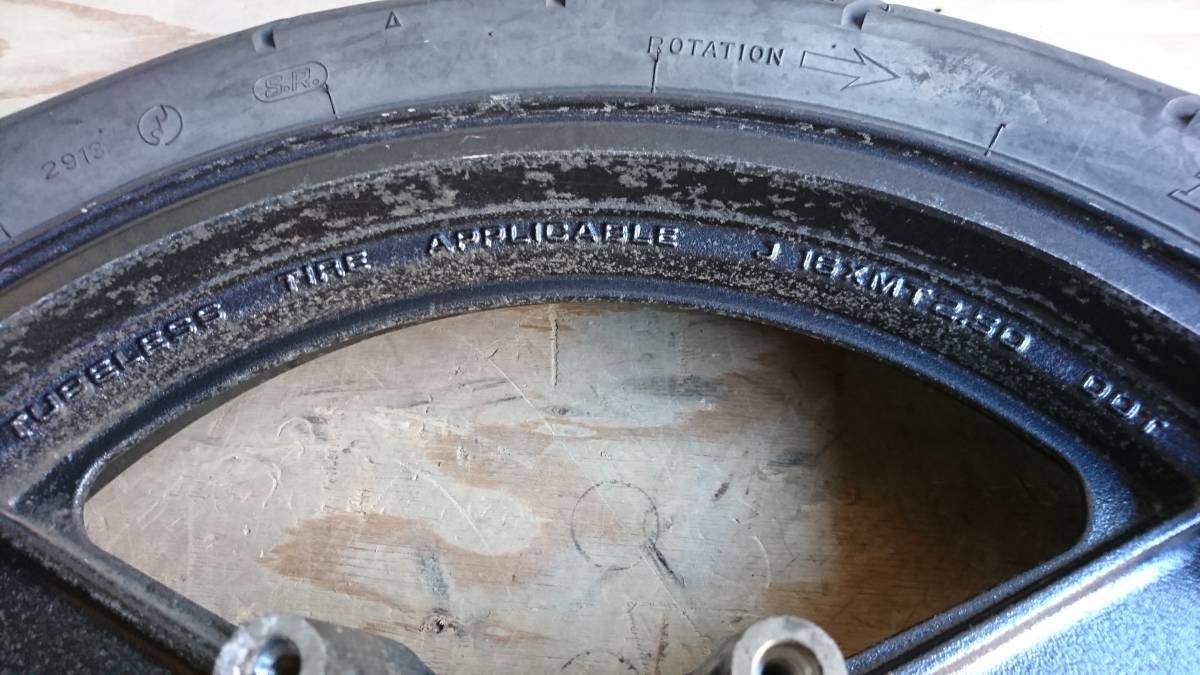 ROTATION
S.R.
2913
TUBELESS TIRE APPLICABLE J 18XMT2.50 DOT